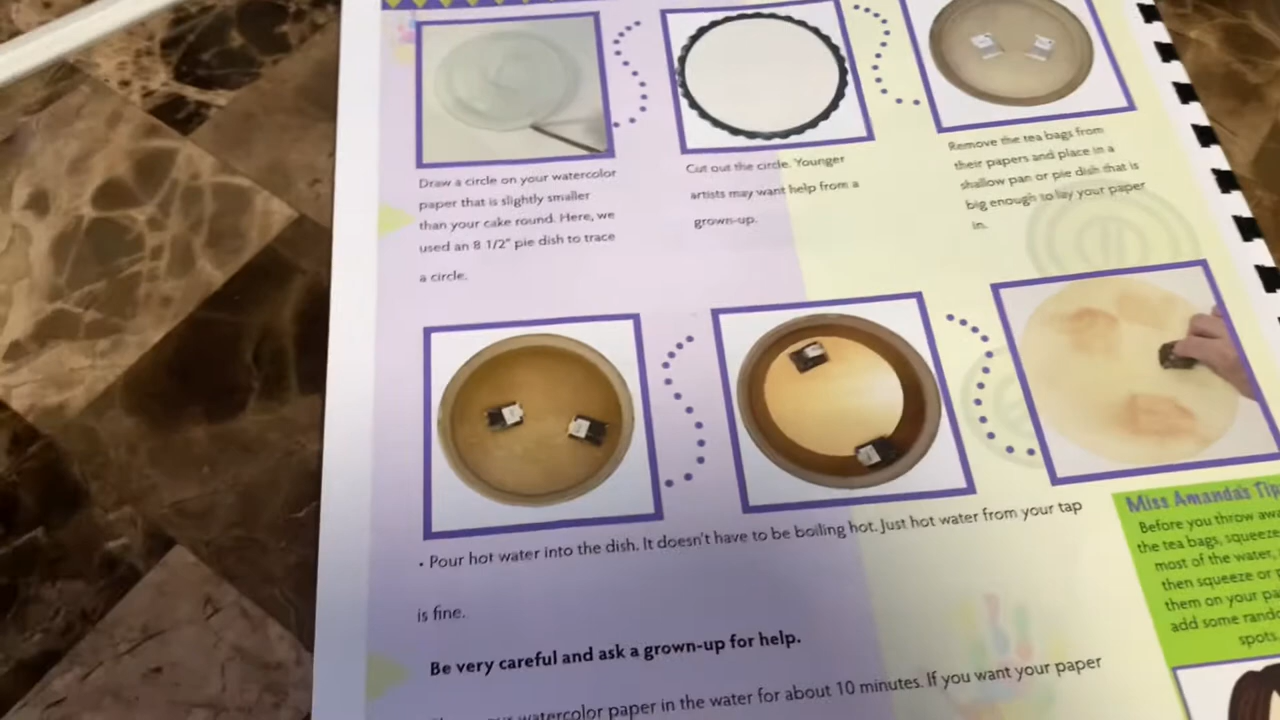 Draw a circle on your watercolor
paper that is slightly smaller
than your cake round. Here, we
used an 8 1/2" pie dish to trace
a circle.
Cut out the circle. Younger
artists may want help from a
grown-up.
Remove the tea bags from
their papers and place in a
shallow pan or pie dish that is
big enough to lay your paper
in.
• Pour hot water into the dish. It doesn't have to be boiling hot. Just hot water from your tap
is fine.
Be very careful and ask a grown-up for help.
watercolor paper in the water for about 10 minutes. If you want your paper
Miss Amanda's Tip
Before you throw
the tea bags, squeeze
most of the water,
then squeeze or
them on your
add some
spots